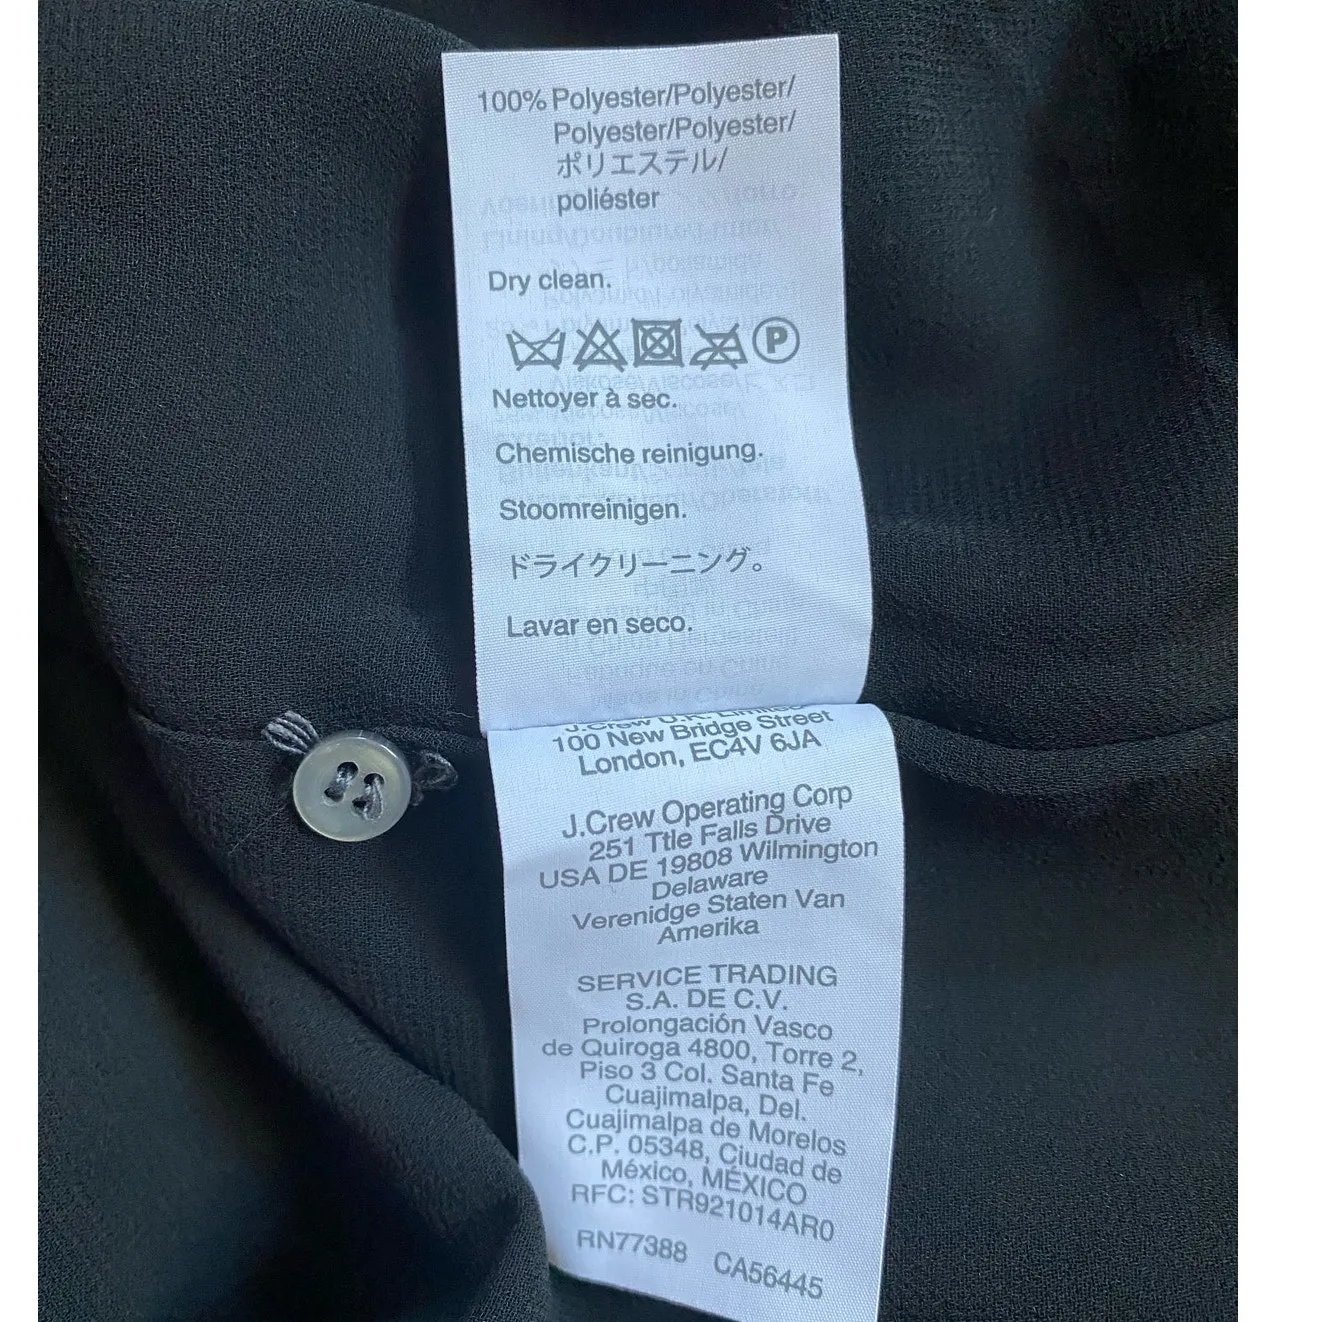 100% Polyester/Polyester/
Polyester/Polyester/
ポリエステル/
poliéster
Dry clean.
P
Nettoyer à sec.
Chemische reinigung.
Stoomreinigen.
ドライクリーニング。
Lavar en seco.
J.Crew U.K. Limited
100 New Bridge Street
London, EC4V 6JA
J.Crew Operating Corp
251 Ttle Falls Drive
USA DE 19808 Wilmington
Delaware
Verenidge Staten Van
Amerika
SERVICE TRADING
S.A. DE C.V.
Prolongación Vasco
de Quiroga 4800, Torre 2,
Piso 3 Col. Santa Fe
Cuajimalpa, Del.
Cuajimalpa de Morelos
C.P. 05348, Ciudad de
México, MÉXICO
RFC: STR921014AR0
RN77388 CA56445